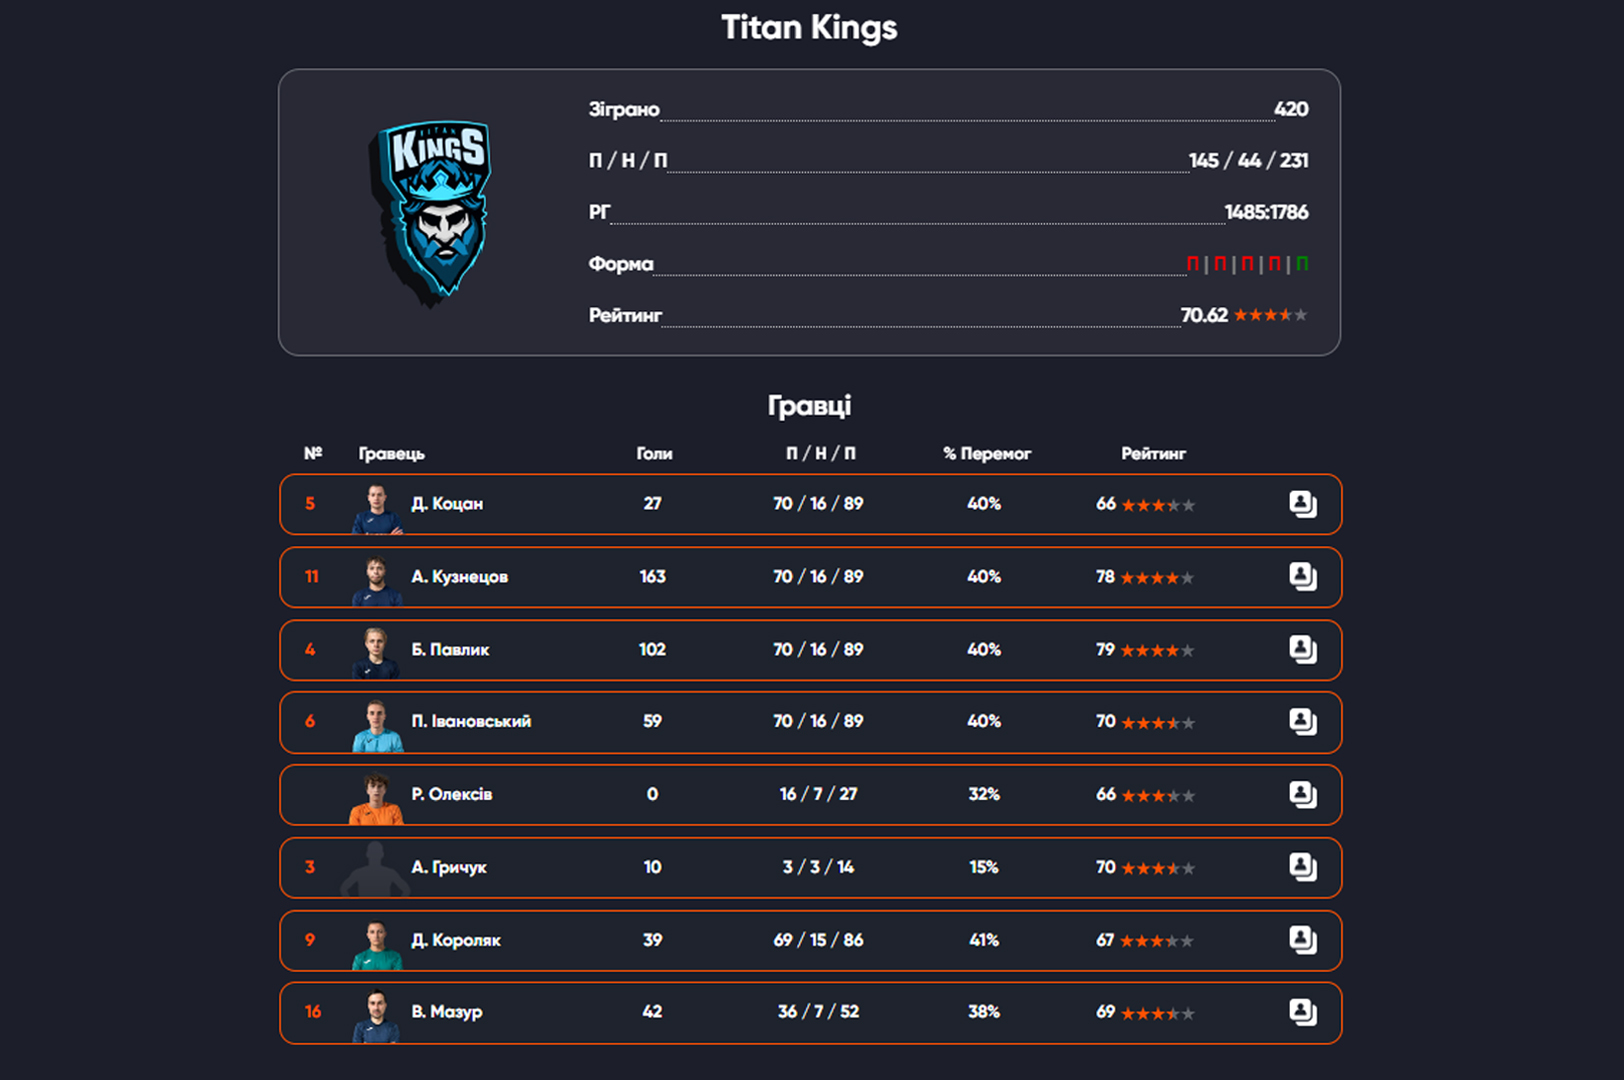 Titan Kings
TITAN
KINGS
Зіграно 420
П / Н / П 145 / 44 / 231
РГ 1485:1786
Форма П | П | П | П | П
Рейтинг 70.62
Гравці
№ Гравець Голи П / Н / П % Перемог Рейтинг
5 Д. Коцан 27 70 / 16 / 89 40% 66
11 А. Кузнецов 163 70 / 16 / 89 40% 78
4 Б. Павлик 102 70 / 16 / 89 40% 79
6 П. Івановський 59 70 / 16 / 89 40% 70
Р. Олексів 0 16 / 7 / 27 32% 66
3 А. Гричук 10 3 / 3 / 14 15% 70
9 Д. Короляк 39 69 / 15 / 86 41% 67
16 В. Мазур 42 36 / 7 / 52 38% 69